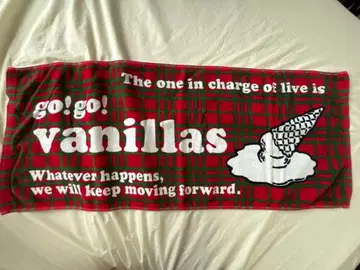 The one in charge of live is
go!go!
vanillas
Whatever happens,
we will keep moving forward.